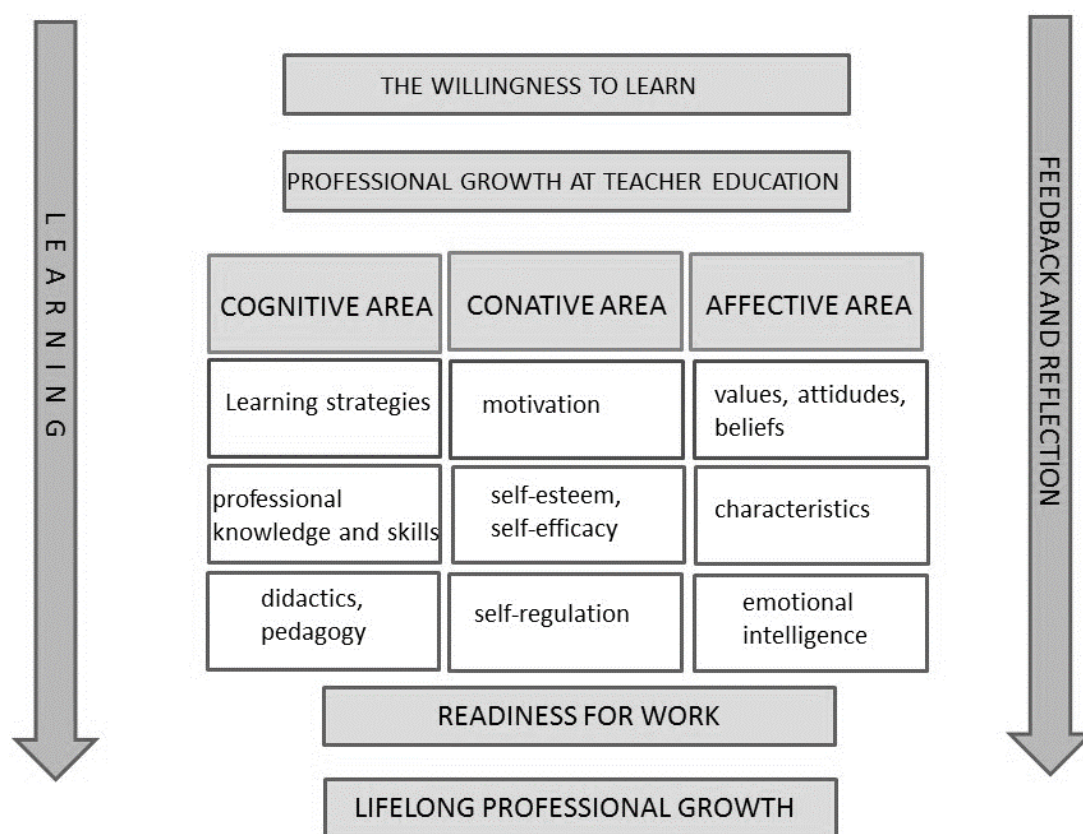 THE WILLINGNESS TO LEARN
PROFESSIONAL GROWTH AT TEACHER EDUCATION
LEARNING
FEEDBACK AND REFLECTION
COGNITIVE AREA
CONATIVE AREA
AFFECTIVE AREA
Learning strategies
motivation
values, attidudes,
beliefs
professional
knowledge and skills
self-esteem,
self-efficacy
characteristics
didactics,
pedagogy
self-regulation
emotional
intelligence
READINESS FOR WORK
LIFELONG PROFESSIONAL GROWTH